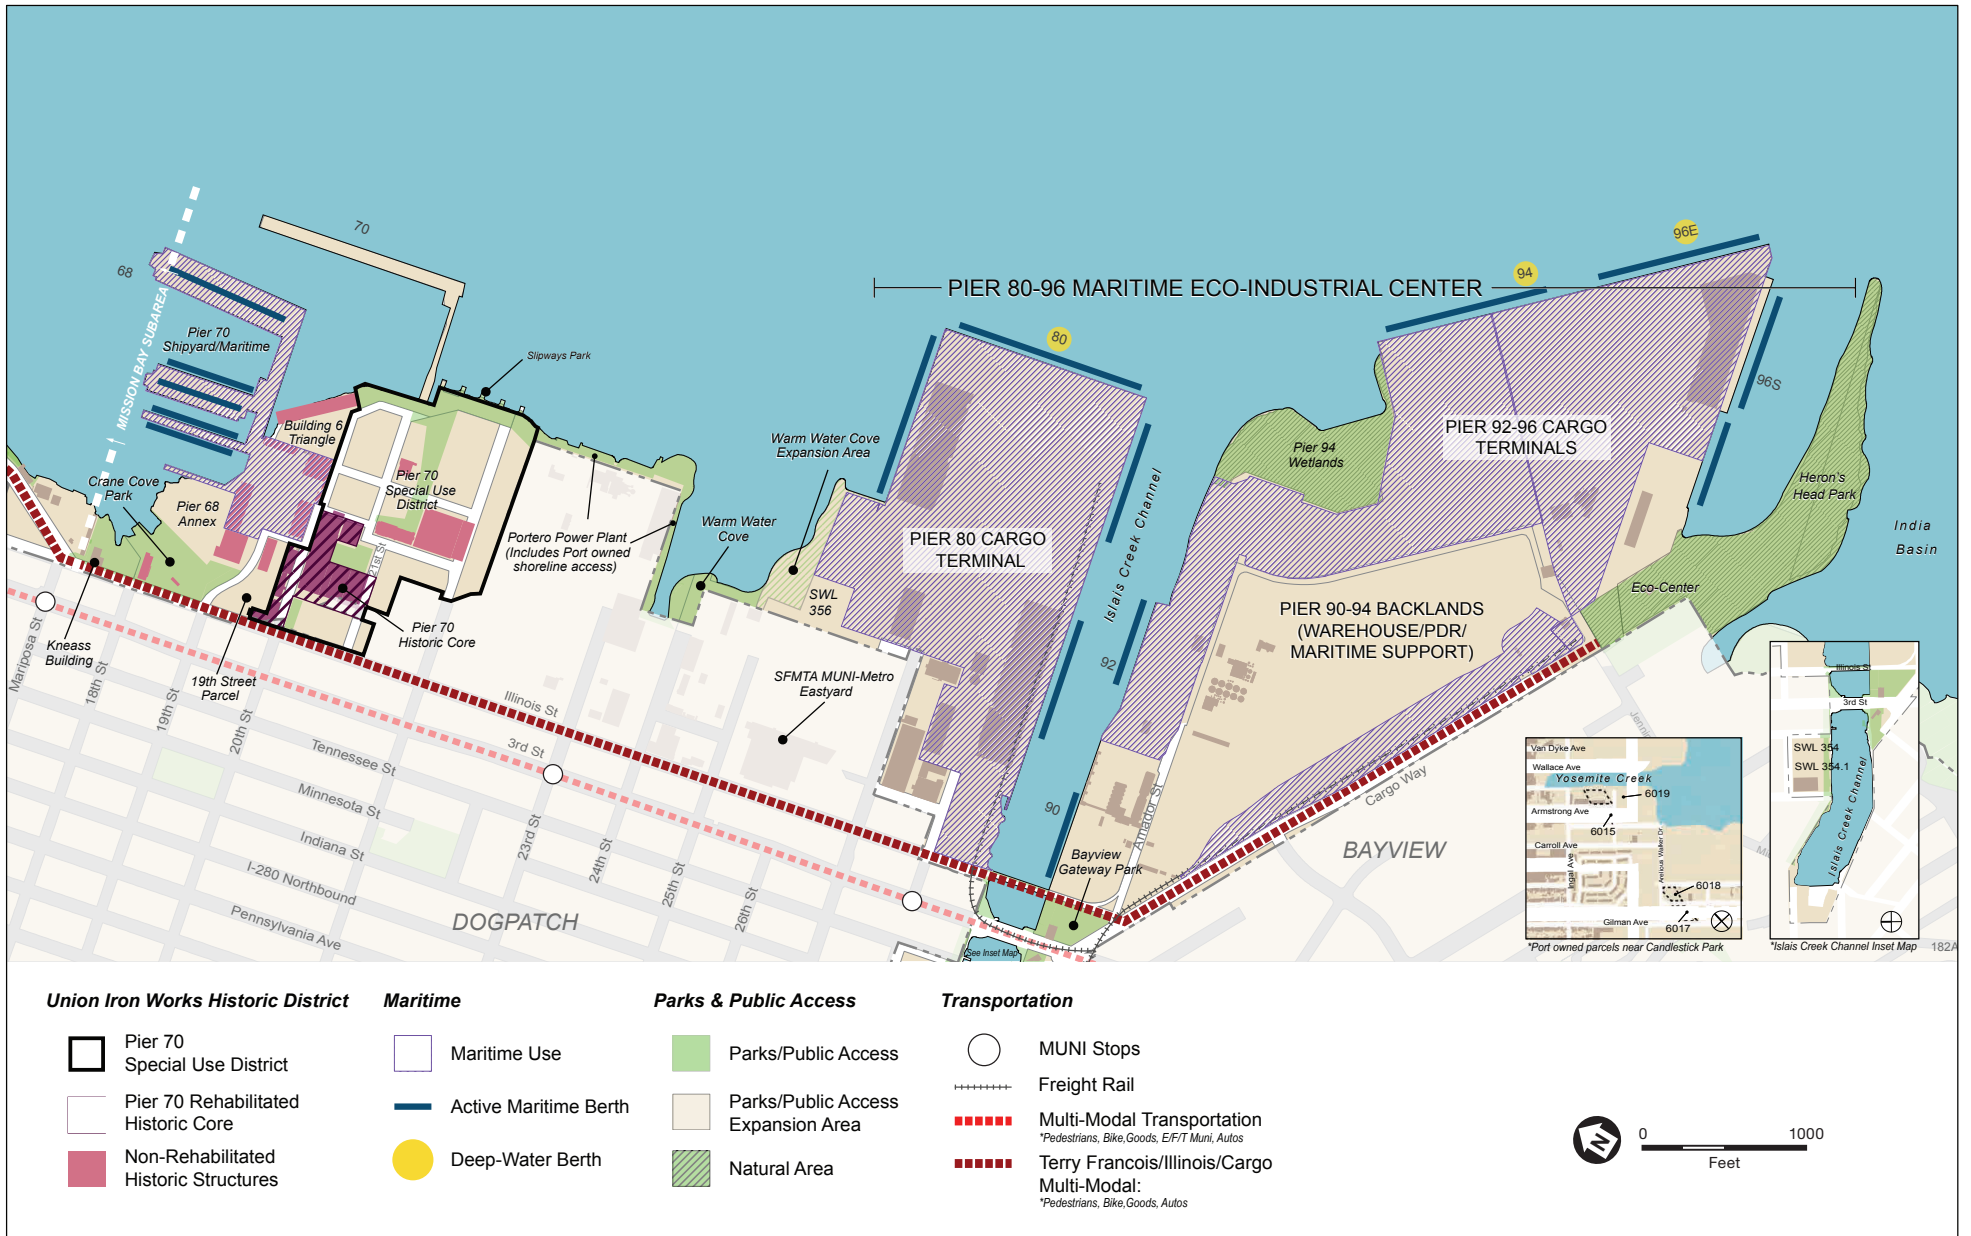 70
68
96E
94
PIER 80-96 MARITIME ECO-INDUSTRIAL CENTER
MISSION BAY SUBAREA
Pier 70
Shipyard/Maritime
80
Slipways Park
96S
Building 6
Triangle
Warm Water Cove
Expansion Area
PIER 92-96 CARGO
TERMINALS
Pier 94
Wetlands
Crane Cove
Park
Pier 70
Special Use
District
Heron's
Head Park
Pier 68
Annex
Islais Creek Channel
India
Basin
Portero Power Plant
(Includes Port owned
shoreline access)
Warm Water
Cove
PIER 80 CARGO
TERMINAL
21st St
SWL
356
Eco-Center
PIER 90-94 BACKLANDS
(WAREHOUSE/PDR/
MARITIME SUPPORT)
Kneass
Building
Pier 70
Historic Core
92
19th Street
Parcel
SFMTA MUNI-Metro
Eastyard
Mariposa St
18th St
19th St
20th St
Illinois St
3rd St
Tennessee St
Minnesota St
Indiana St
I-280 Northbound
Pennsylvania Ave
23rd St
24th St
25th St
26th St
DOGPATCH
90
Amador St
Cargo Way
Bayview
Gateway Park
BAYVIEW
See Inset Map
Van Dyke Ave
Wallace Ave
Yosemite Creek
6019
Armstrong Ave
6015
Carroll Ave
Ingal Ave
6018
Gilman Ave
6017
*Port owned parcels near Candlestick Park
Illinois St
3rd St
SWL 354
SWL 354.1
Islais Creek Channel
*Islais Creek Channel Inset Map
182A
Union Iron Works Historic District
Pier 70
Special Use District
Pier 70 Rehabilitated
Historic Core
Non-Rehabilitated
Historic Structures
Maritime
Maritime Use
Active Maritime Berth
Deep-Water Berth
Parks & Public Access
Parks/Public Access
Parks/Public Access
Expansion Area
Natural Area
Transportation
MUNI Stops
Freight Rail
Multi-Modal Transportation
*Pedestrians, Bike,Goods, E/F/T Muni, Autos
Terry Francois/Illinois/Cargo
Multi-Modal:
*Pedestrians, Bike,Goods, Autos
N
0 1000
Feet